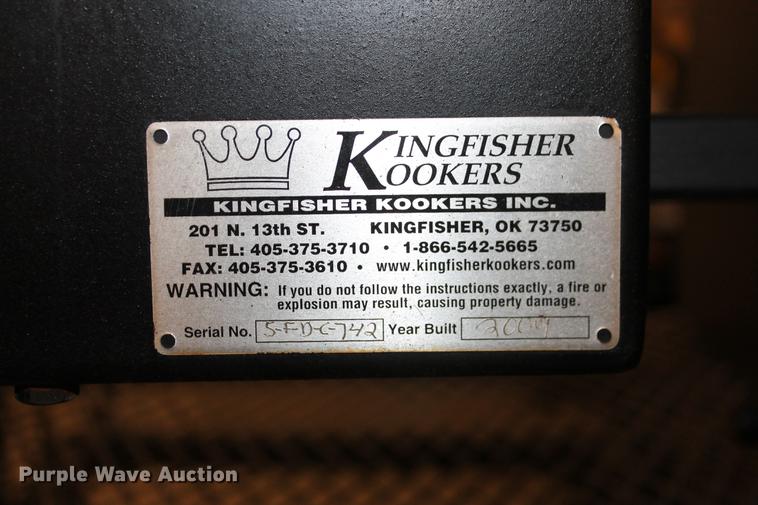 KINGFISHER
KOOKERS
KINGFISHER KOOKERS INC.
201 N. 13th ST. KINGFISHER, OK 73750
TEL: 405-375-3710 • 1-866-542-5665
FAX: 405-375-3610 • www.kingfisherkookers.com
WARNING: If you do not follow the instructions exactly, a fire or
explosion may result, causing property damage.
Serial No. S-F-D-C-742 Year Built
Purple Wave Auction